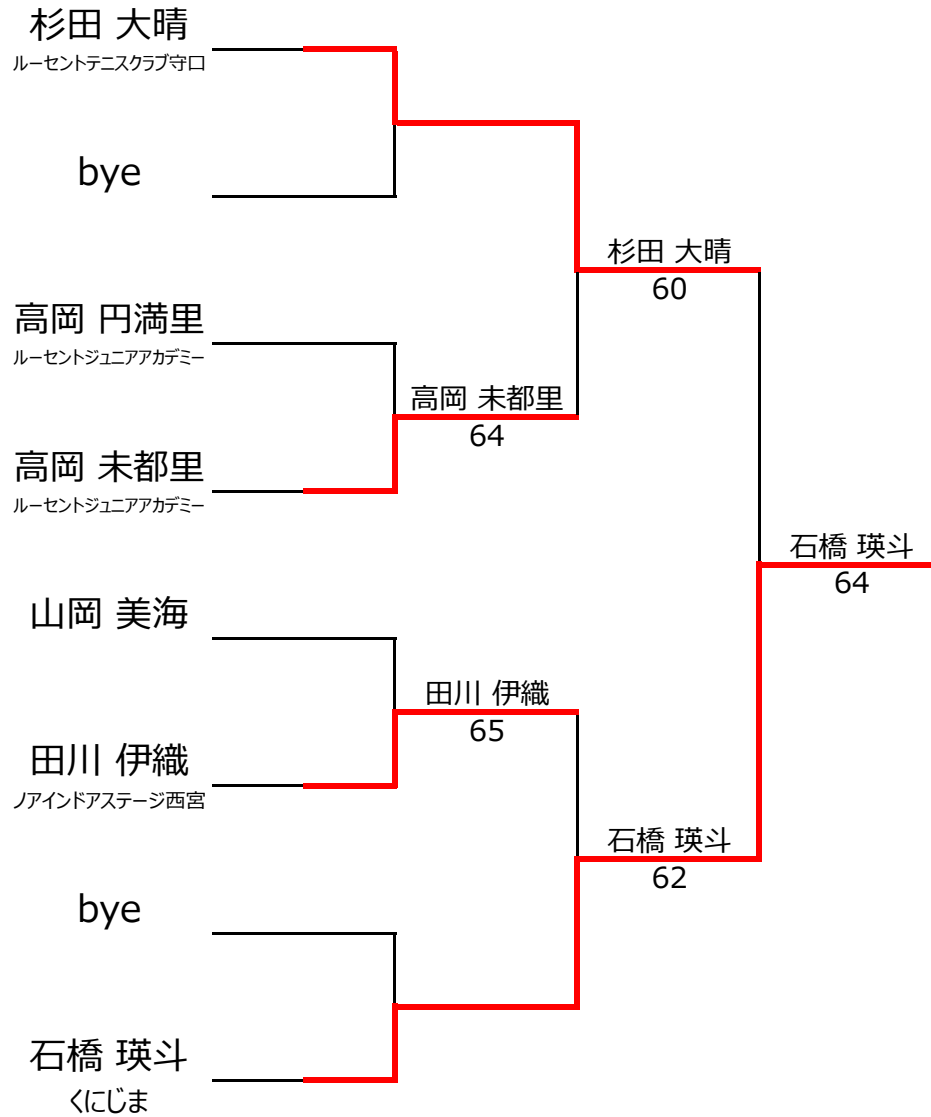 杉田 大晴
ルーセントテニスクラブ守口
bye
杉田 大晴
60
高岡 円満里
ルーセントジュニアアカデミー
高岡 未都里
64
高岡 未都里
ルーセントジュニアアカデミー
石橋 瑛斗
64
山岡 美海
田川 伊織
65
田川 伊織
ノアインドアステージ西宮
石橋 瑛斗
62
bye
石橋 瑛斗
くにじま